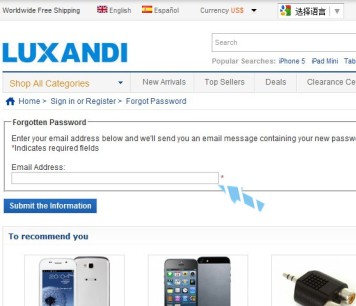 Worldwide Free Shipping English Español Currency US$ 选择语言
LUXANDI
Search
Popular Searches: iPhone 5 iPad Mini Tab
Shop All Categories New Arrivals Top Sellers Deals Clearance Ce
Home > Sign in or Register > Forgot Password
Forgotten Password
Enter your email address below and we'll send you an email message containing your new passw
*Indicates required fields
Email Address:
*
Submit the Information
To recommend you